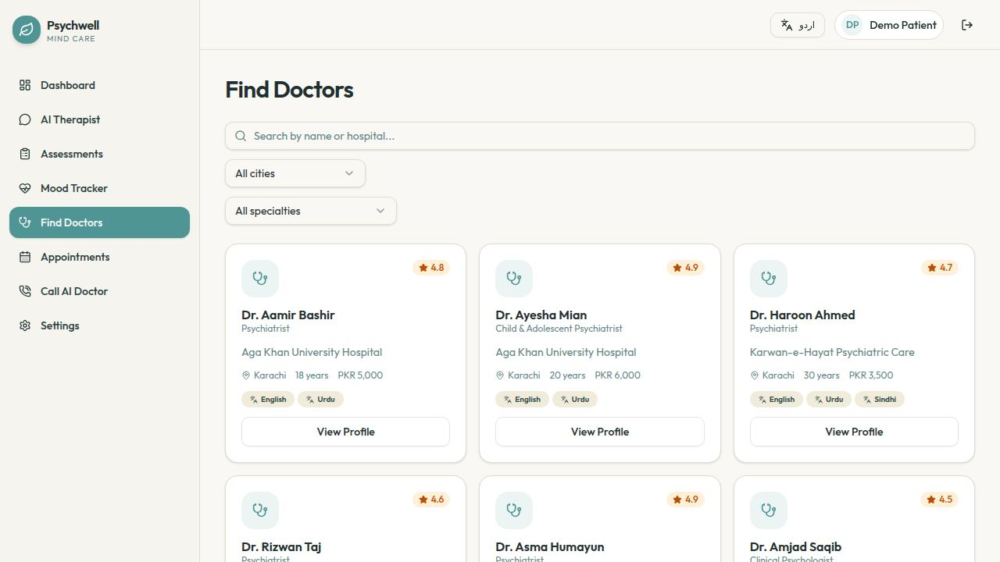 Psychwell
MIND CARE
اردو
DP
Demo Patient
Dashboard
AI Therapist
Assessments
Mood Tracker
Find Doctors
Appointments
Call AI Doctor
Settings
Find Doctors
Search by name or hospital...
All cities
All specialties
4.8
Dr. Aamir Bashir
Psychiatrist
Aga Khan University Hospital
Karachi 18 years PKR 5,000
English Urdu
View Profile
4.9
Dr. Ayesha Mian
Child & Adolescent Psychiatrist
Aga Khan University Hospital
Karachi 20 years PKR 6,000
English Urdu
View Profile
4.7
Dr. Haroon Ahmed
Psychiatrist
Karwan-e-Hayat Psychiatric Care
Karachi 30 years PKR 3,500
English Urdu Sindhi
View Profile
4.6
Dr. Rizwan Taj
Psychiatrist
4.9
Dr. Asma Humayun
Psychiatrist
4.5
Dr. Amjad Saqib
Clinical Psychologist